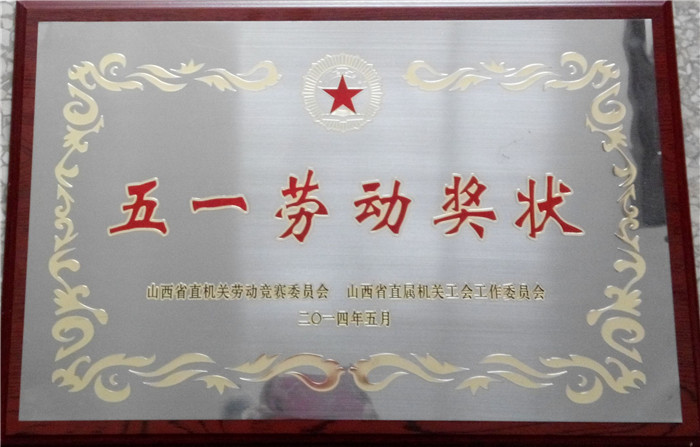 五一劳动奖状
山西省直机关劳动竞赛委员会 山西省直属机关工会工作委员会
二〇一四年五月